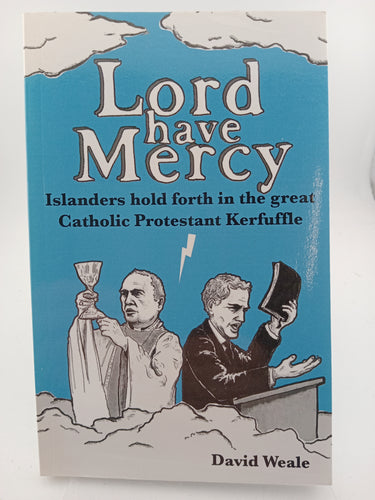 Lord
have
Mercy
Islanders hold forth in the great
Catholic Protestant Kerfuffle
David Weale